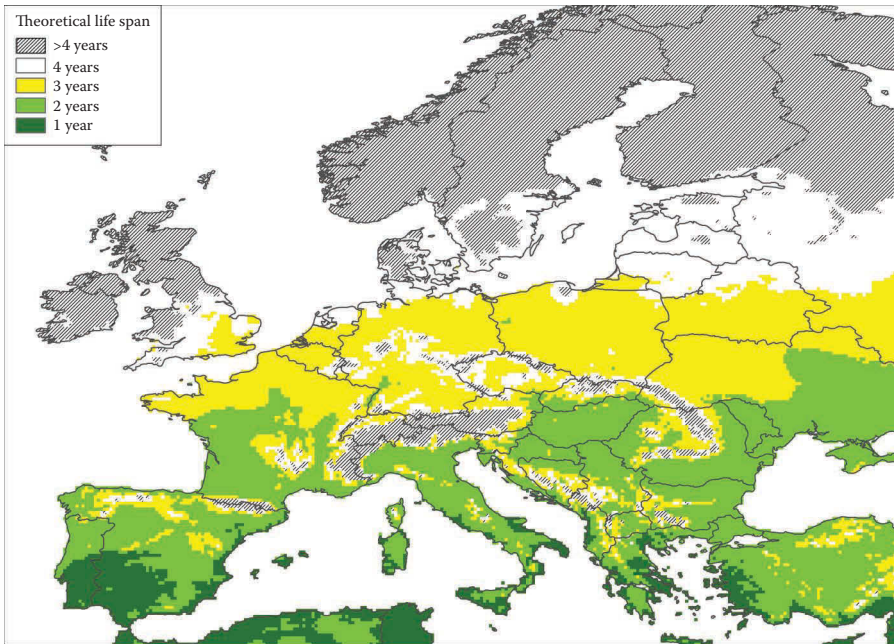 Theoretical life span
>4 years
4 years
3 years
2 years
1 year